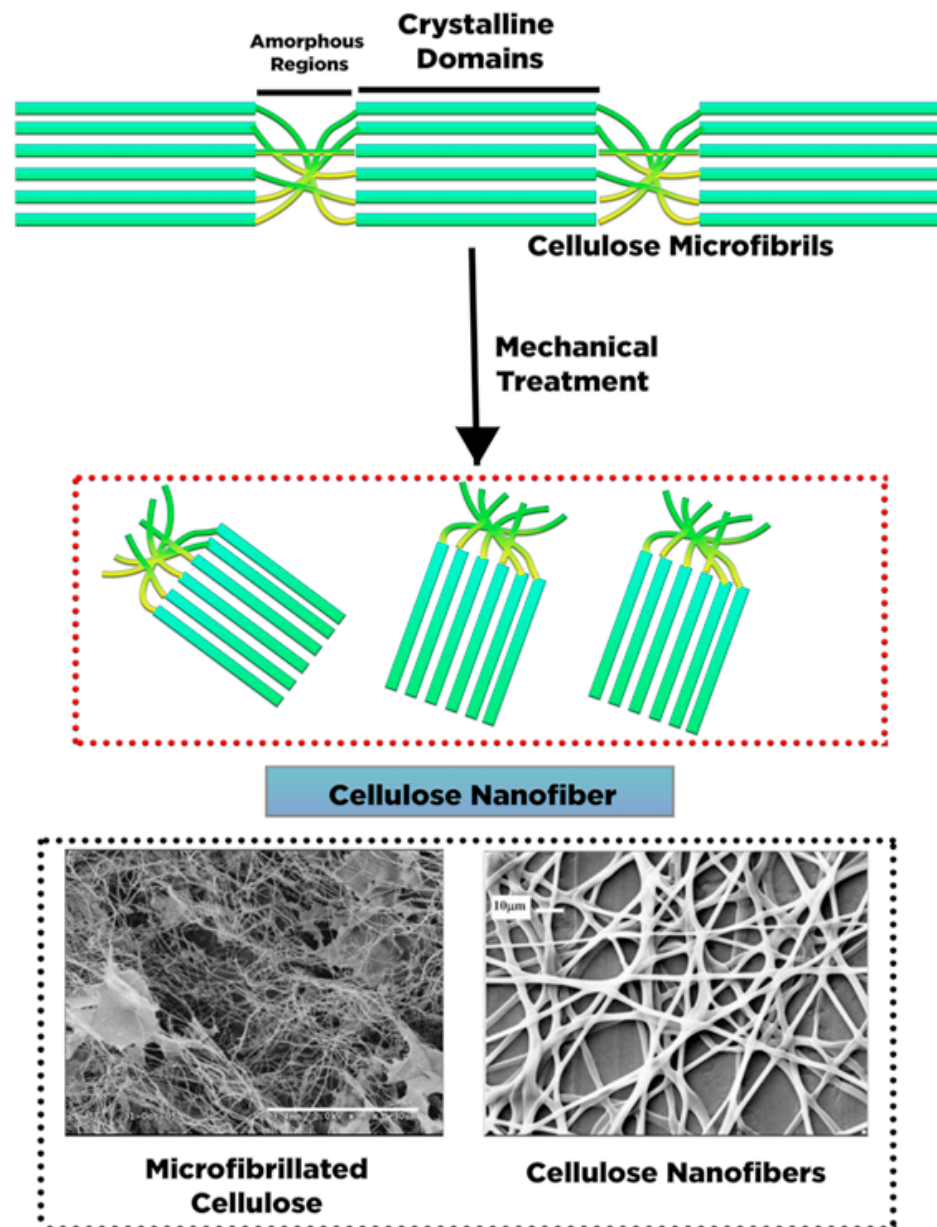 Amorphous
Regions
Crystalline
Domains
Cellulose Microfibrils
Mechanical
Treatment
Cellulose Nanofiber
10μm
Microfibrillated
Cellulose
Cellulose Nanofibers